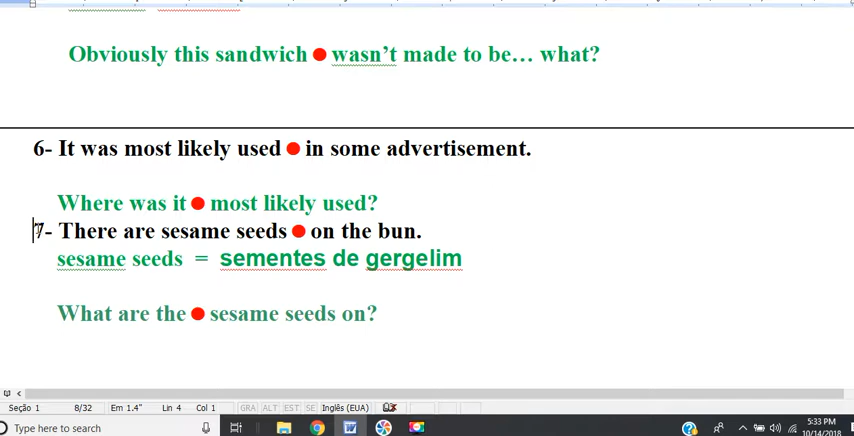 Obviously this sandwich wasn't made to be… what?
6- It was most likely used in some advertisement.
Where was it most likely used?
7- There are sesame seeds on the bun.
sesame seeds = sementes de gergelim
What are the sesame seeds on?
Seção 1 8/32 Em 1.4" Lin 4 Col 1 GRA ALT EST SE Inglês (EUA)
Type here to search
5:33 PM
10/14/2018